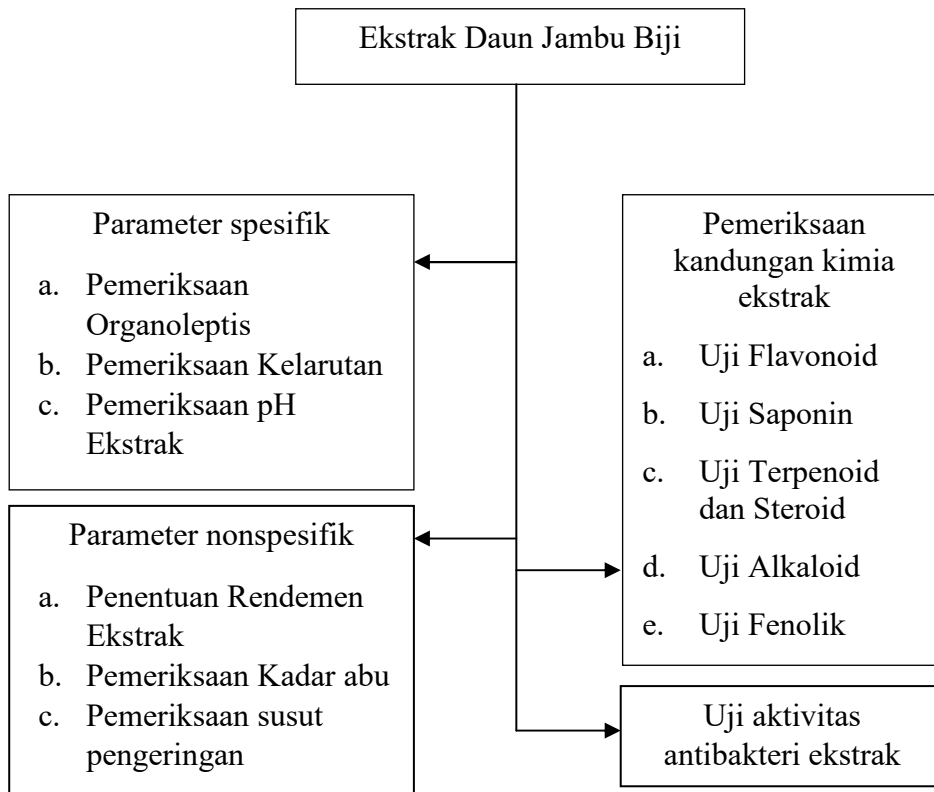 Ekstrak Daun Jambu Biji
Parameter spesifik
a. Pemeriksaan
Organoleptis
b. Pemeriksaan Kelarutan
c. Pemeriksaan pH
Ekstrak
Parameter nonspesifik
a. Penentuan Rendemen
Ekstrak
b. Pemeriksaan Kadar abu
c. Pemeriksaan susut
pengeringan
Pemeriksaan
kandungan kimia
ekstrak
a. Uji Flavonoid
b. Uji Saponin
c. Uji Terpenoid
dan Steroid
d. Uji Alkaloid
e. Uji Fenolik
Uji aktivitas
antibakteri ekstrak